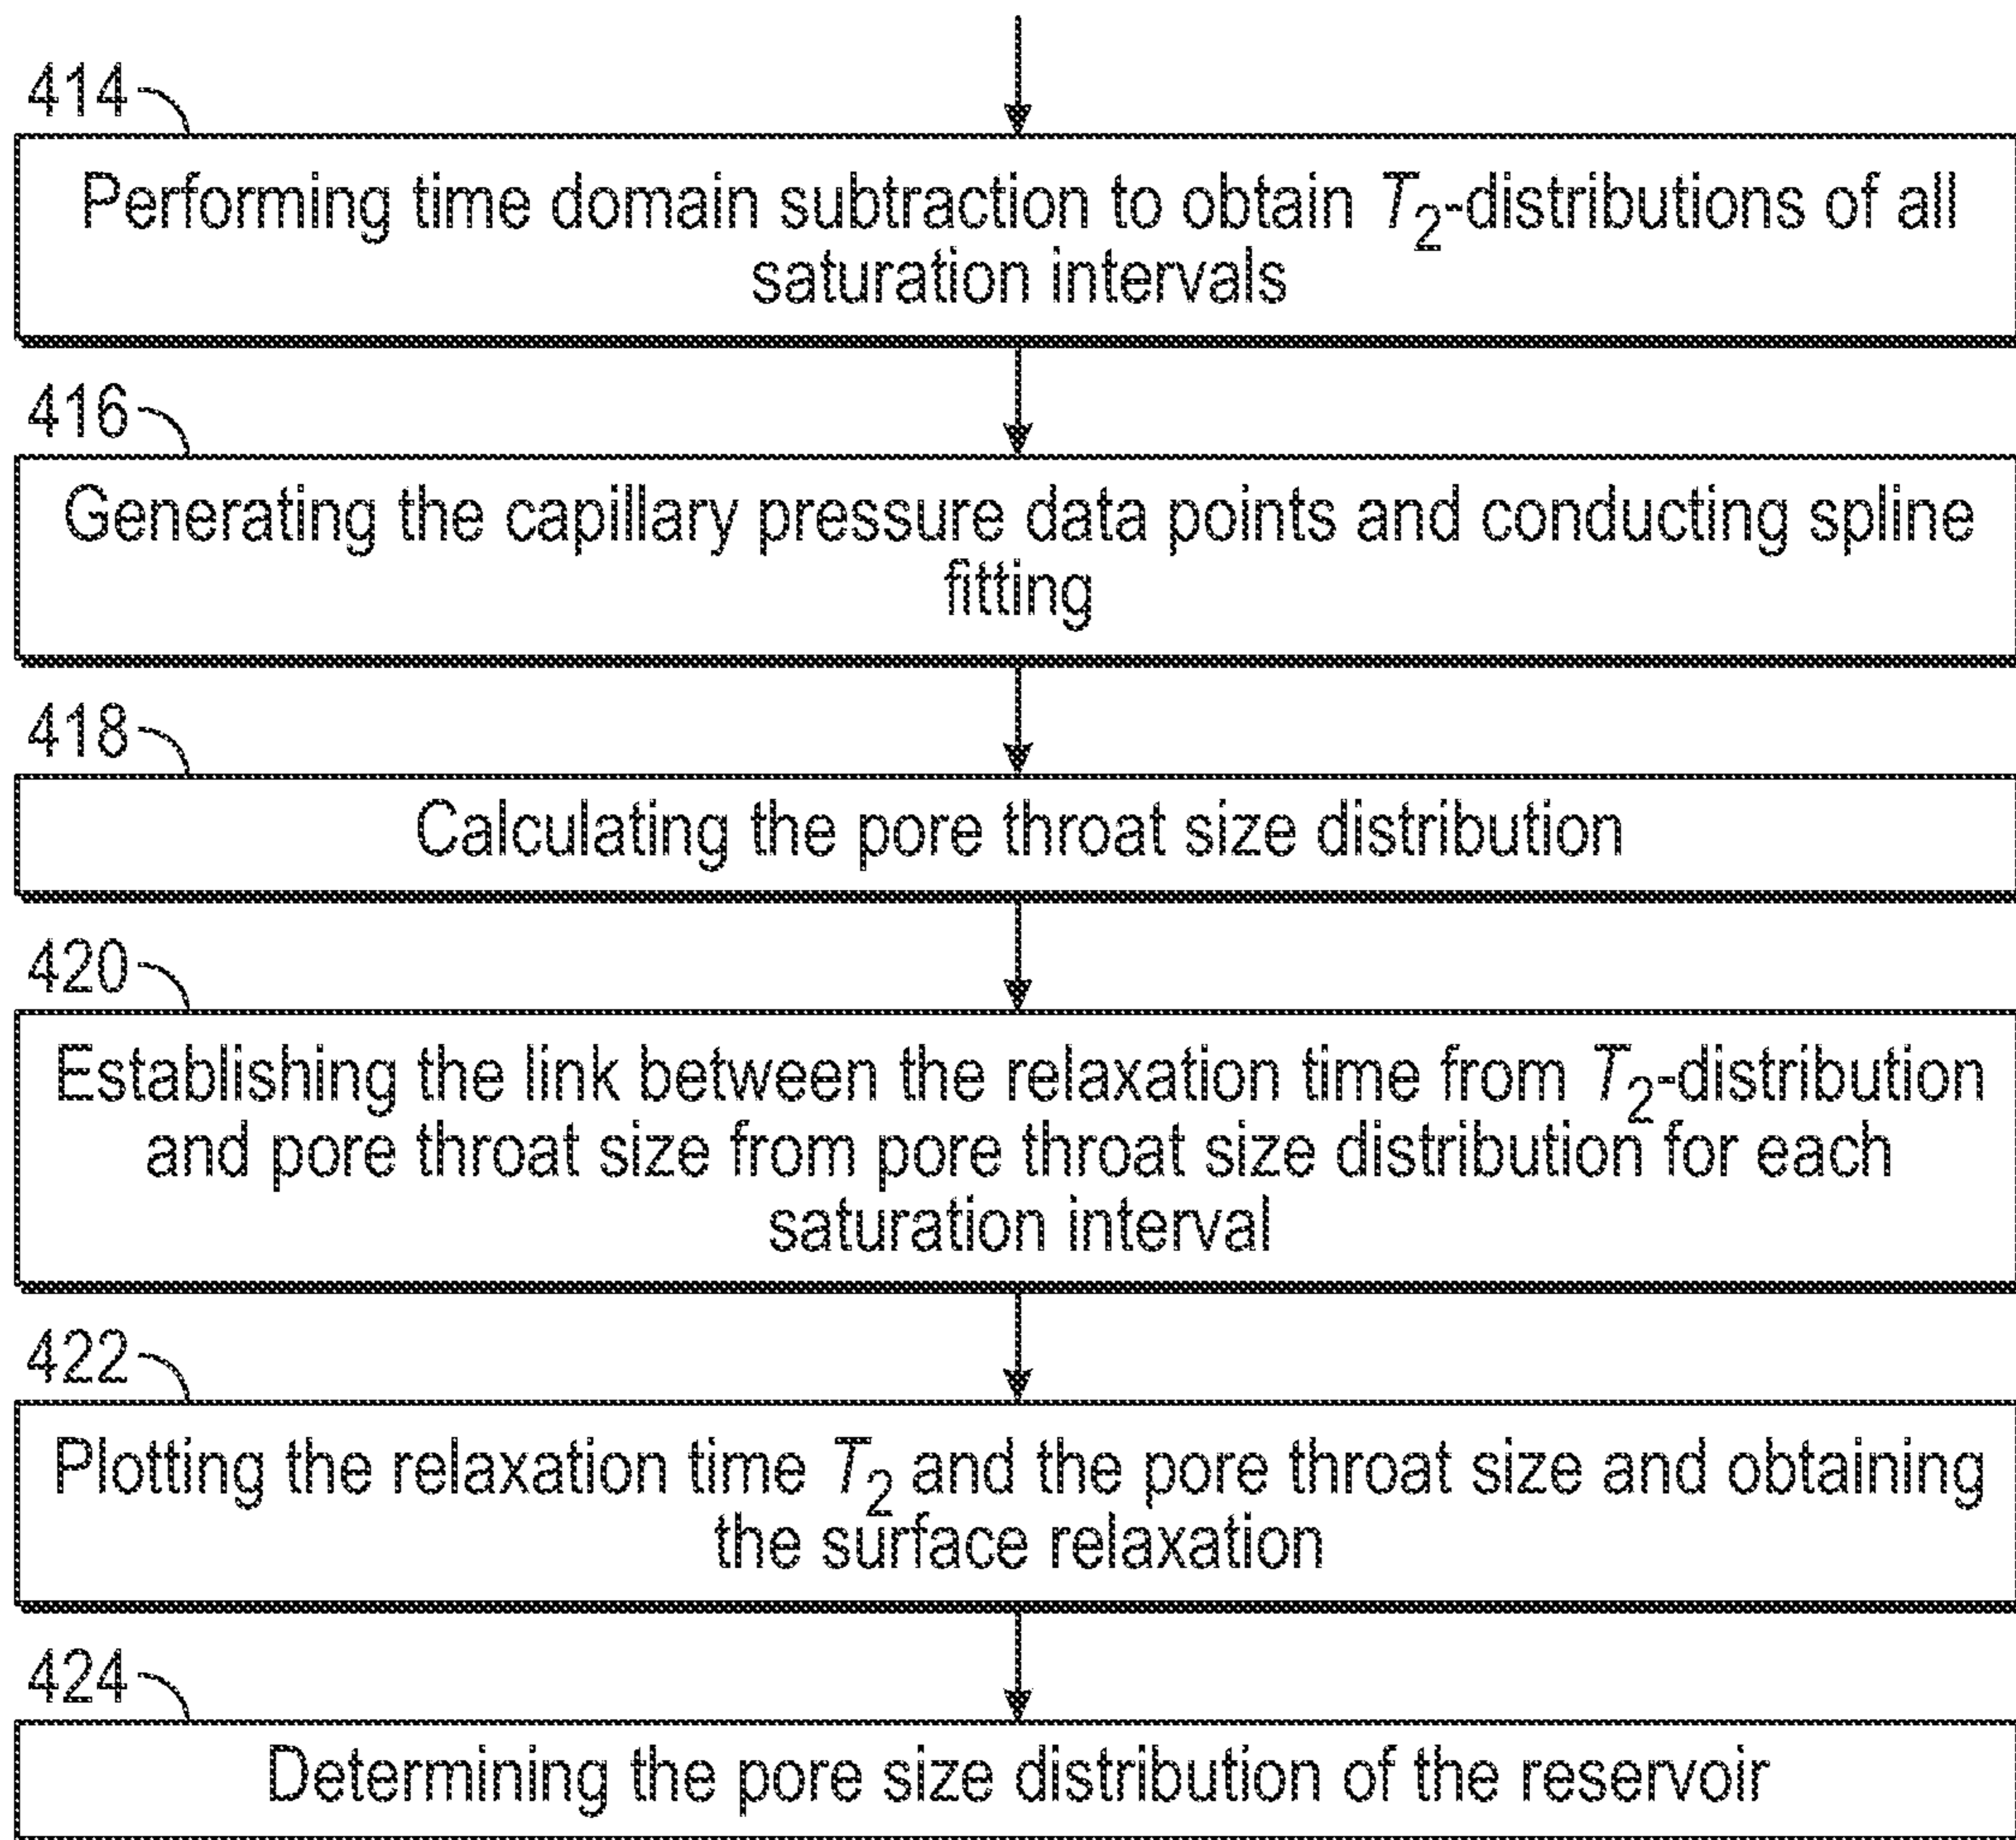 414
Performing time domain subtraction to obtain T2-distributions of all
saturation intervals
416
Generating the capillary pressure data points and conducting spline
fitting
418
Calculating the pore throat size distribution
420
Establishing the link between the relaxation time from T2-distribution
and pore throat size from pore throat size distribution for each
saturation interval
422
Plotting the relaxation time T2 and the pore throat size and obtaining
the surface relaxation
424
Determining the pore size distribution of the reservoir